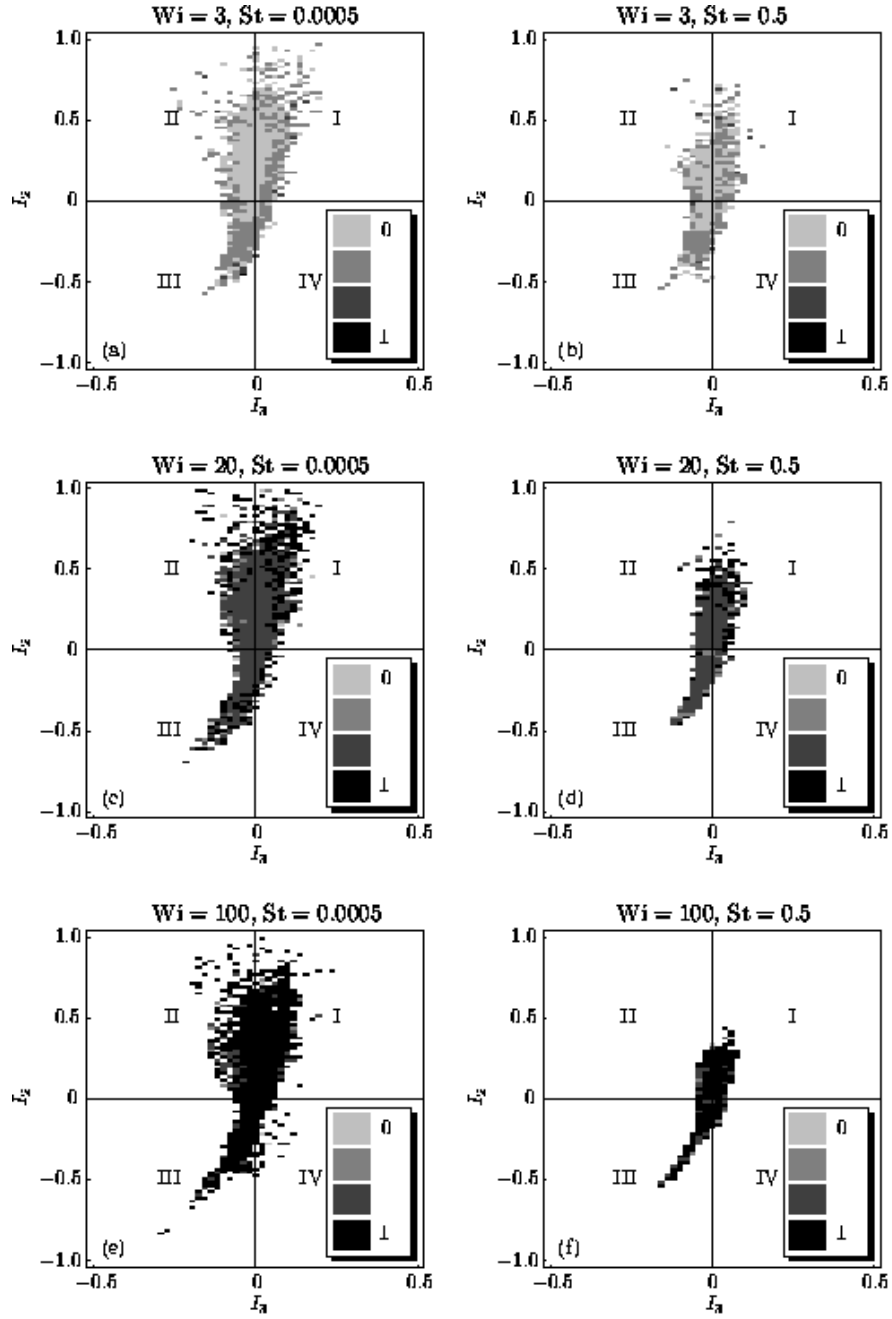 Wi = 3, St = 0.0005
1.0
0.5
0
−0.5
−1.0
I₂
II
I
III
IV
0
1
(a)
−0.5
0
0.5
I₃
Wi = 3, St = 0.5
1.0
0.5
0
−0.5
−1.0
I₂
II
I
III
IV
0
1
(b)
−0.5
0
0.5
I₃
Wi = 20, St = 0.0005
1.0
0.5
0
−0.5
−1.0
I₂
II
I
III
IV
0
1
(c)
−0.5
0
0.5
I₃
Wi = 20, St = 0.5
1.0
0.5
0
−0.5
−1.0
I₂
II
I
III
IV
0
1
(d)
−0.5
0
0.5
I₃
Wi = 100, St = 0.0005
1.0
0.5
0
−0.5
−1.0
I₂
II
I
III
IV
0
1
(e)
−0.5
0
0.5
I₃
Wi = 100, St = 0.5
1.0
0.5
0
−0.5
−1.0
I₂
II
I
III
IV
0
1
(f)
−0.5
0
0.5
I₃